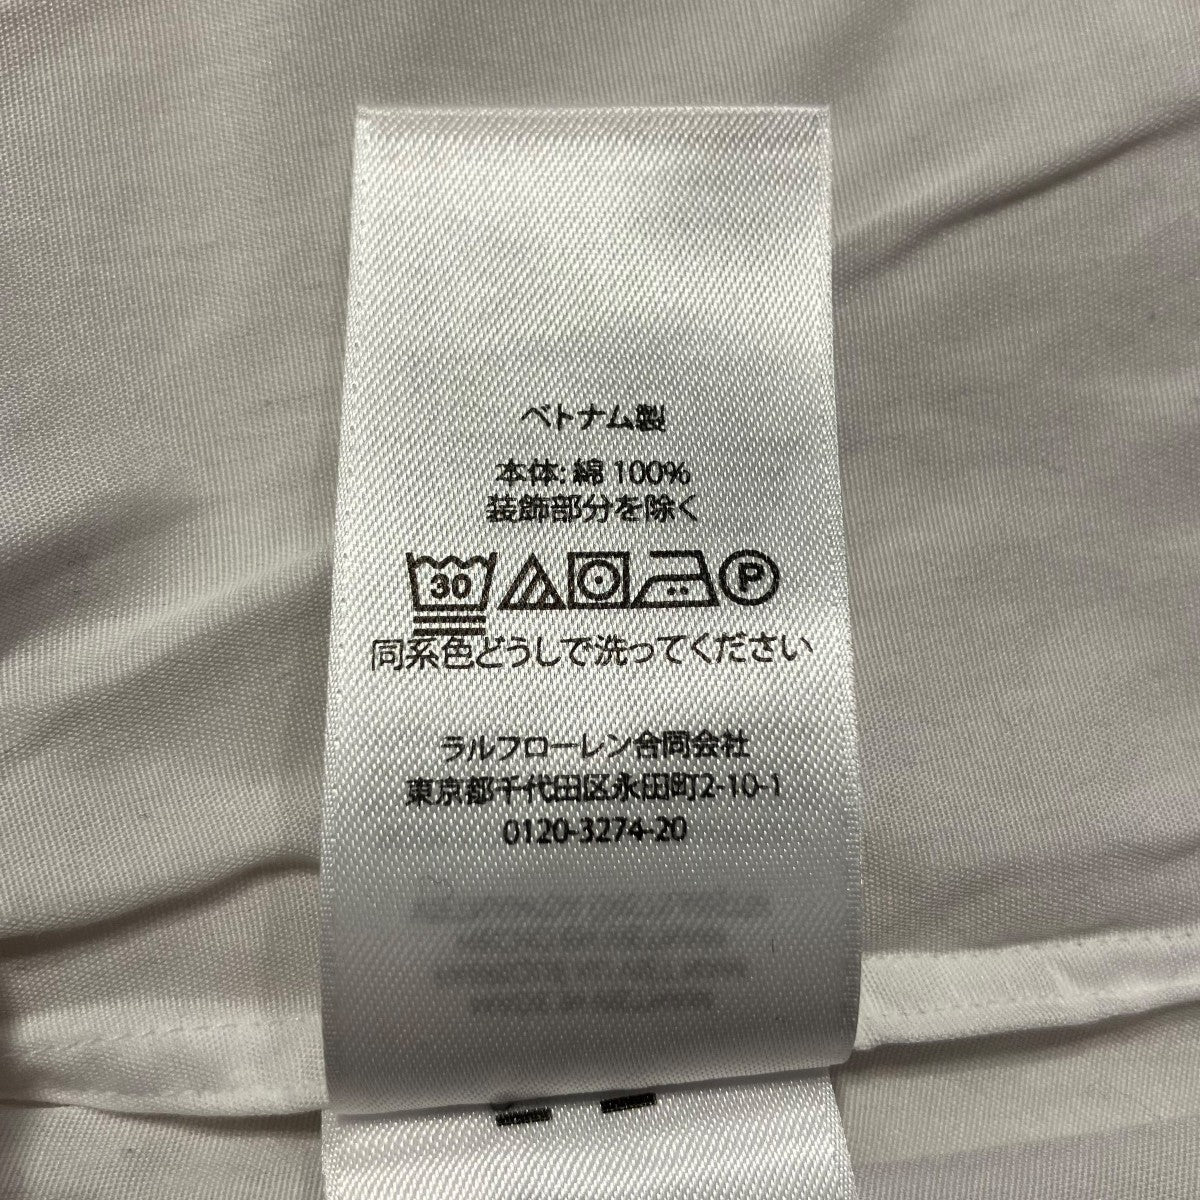 ベトナム製
本体: 綿 100%
装飾部分を除く
30 P
同系色どうしで洗ってください
ラルフローレン合同会社
東京都千代田区永田町2-10-1
0120-3274-20